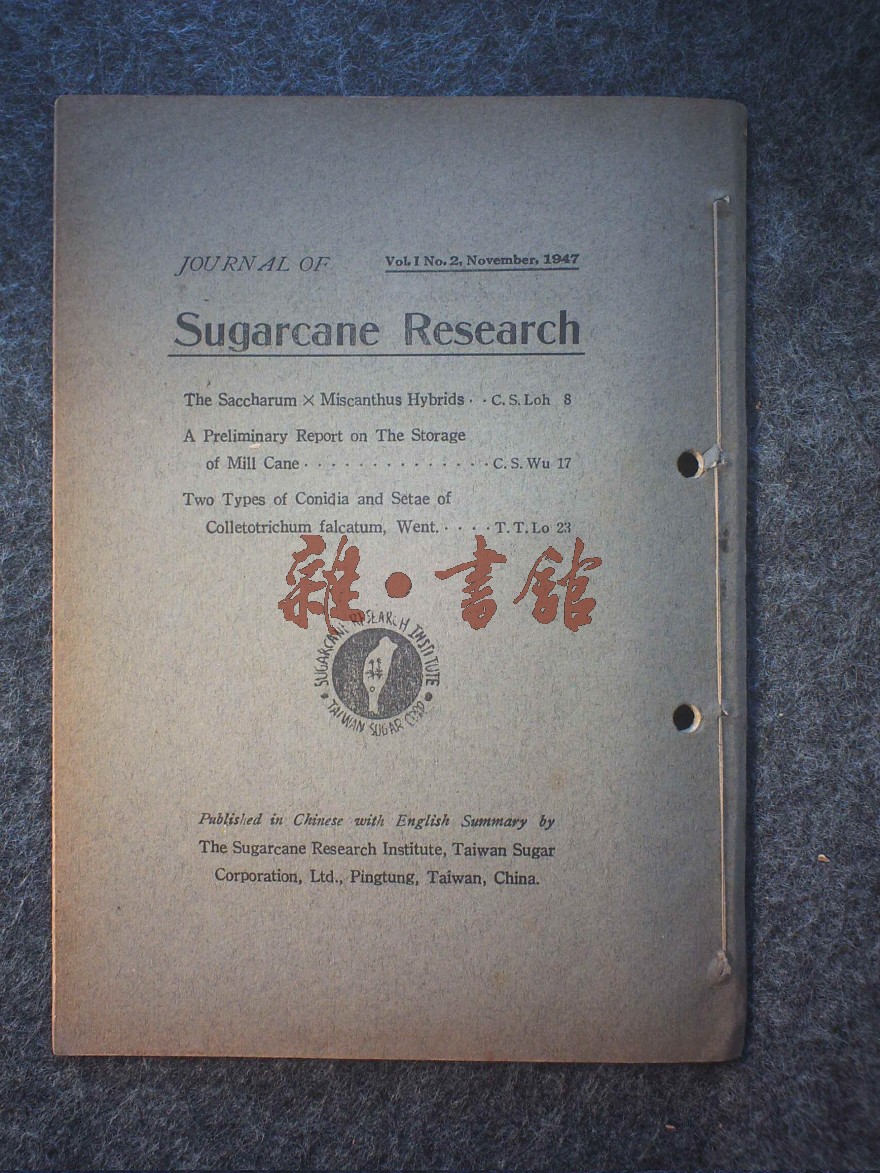 JOURNAL OF Vol. I No. 2, November, 1947
Sugarcane Research
The Saccharum × Miscanthus Hybrids · · C. S. Loh 8
A Preliminary Report on The Storage
of Mill Cane · · · · · · · · · · · · · · C. S. Wu 17
Two Types of Conidia and Setae of
Colletotrichum falcatum, Went. · · · · T. T. Lo 23
雜·書館
SUGARCANE RESEARCH INSTITUTE
TAIWAN SUGAR CORP
Published in Chinese with English Summary by
The Sugarcane Research Institute, Taiwan Sugar
Corporation, Ltd., Pingtung, Taiwan, China.